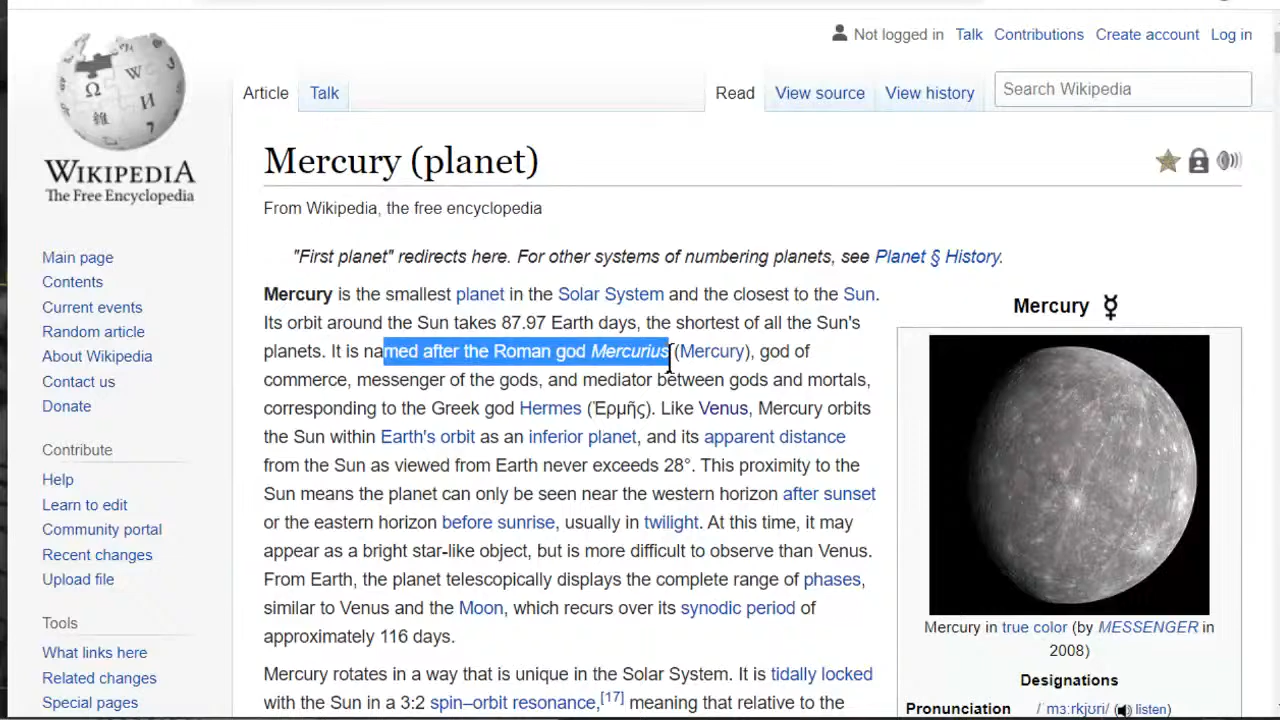 Not logged in Talk Contributions Create account Log in
Article Talk Read View source View history Search Wikipedia
WIKIPEDIA
The Free Encyclopedia
Main page
Contents
Current events
Random article
About Wikipedia
Contact us
Donate
Contribute
Help
Learn to edit
Community portal
Recent changes
Upload file
Tools
What links here
Related changes
Special pages
Mercury (planet)
From Wikipedia, the free encyclopedia
"First planet" redirects here. For other systems of numbering planets, see Planet § History.
Mercury is the smallest planet in the Solar System and the closest to the Sun.
Its orbit around the Sun takes 87.97 Earth days, the shortest of all the Sun's
planets. It is named after the Roman god Mercurius (Mercury), god of
commerce, messenger of the gods, and mediator between gods and mortals,
corresponding to the Greek god Hermes (Ἑρμῆς). Like Venus, Mercury orbits
the Sun within Earth's orbit as an inferior planet, and its apparent distance
from the Sun as viewed from Earth never exceeds 28°. This proximity to the
Sun means the planet can only be seen near the western horizon after sunset
or the eastern horizon before sunrise, usually in twilight. At this time, it may
appear as a bright star-like object, but is more difficult to observe than Venus.
From Earth, the planet telescopically displays the complete range of phases,
similar to Venus and the Moon, which recurs over its synodic period of
approximately 116 days.
Mercury rotates in a way that is unique in the Solar System. It is tidally locked
with the Sun in a 3:2 spin–orbit resonance,[17] meaning that relative to the
Mercury ☿
Mercury in true color (by MESSENGER in
2008)
Designations
Pronunciation /ˈmɜːrkjʊri/ (listen)